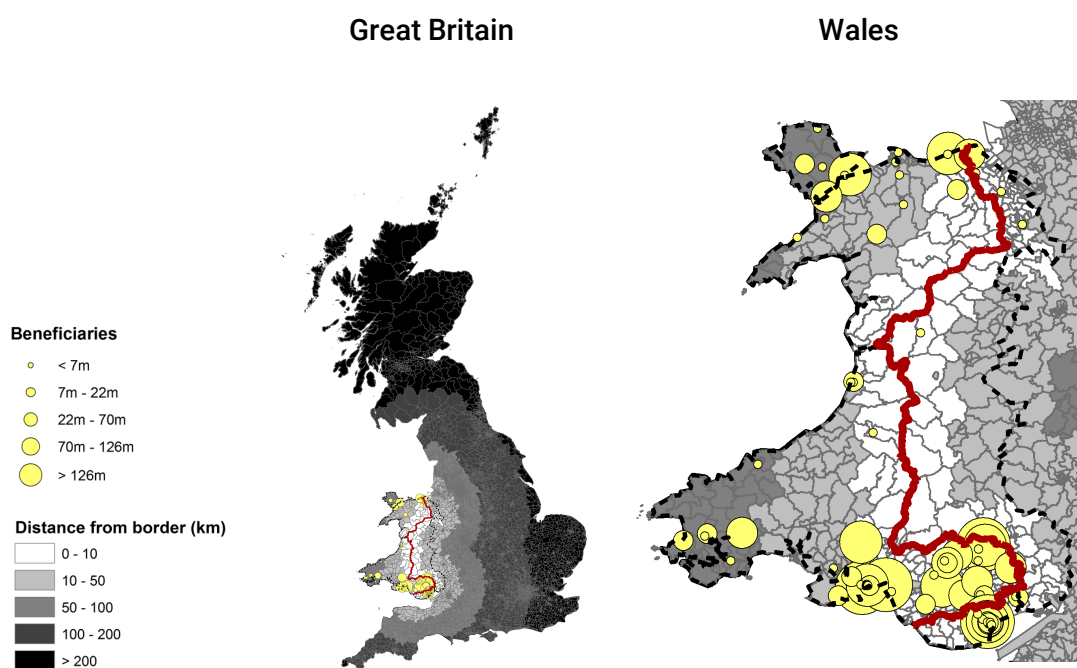 Great Britain
Wales
Beneficiaries
< 7m
7m - 22m
22m - 70m
70m - 126m
> 126m
Distance from border (km)
0 - 10
10 - 50
50 - 100
100 - 200
> 200